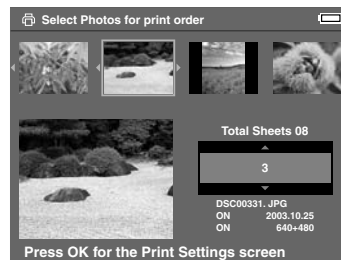 Select Photos for print order
Total Sheets 08
3
DSC00331. JPG
ON 2003.10.25
ON 640+480
Press OK for the Print Settings screen